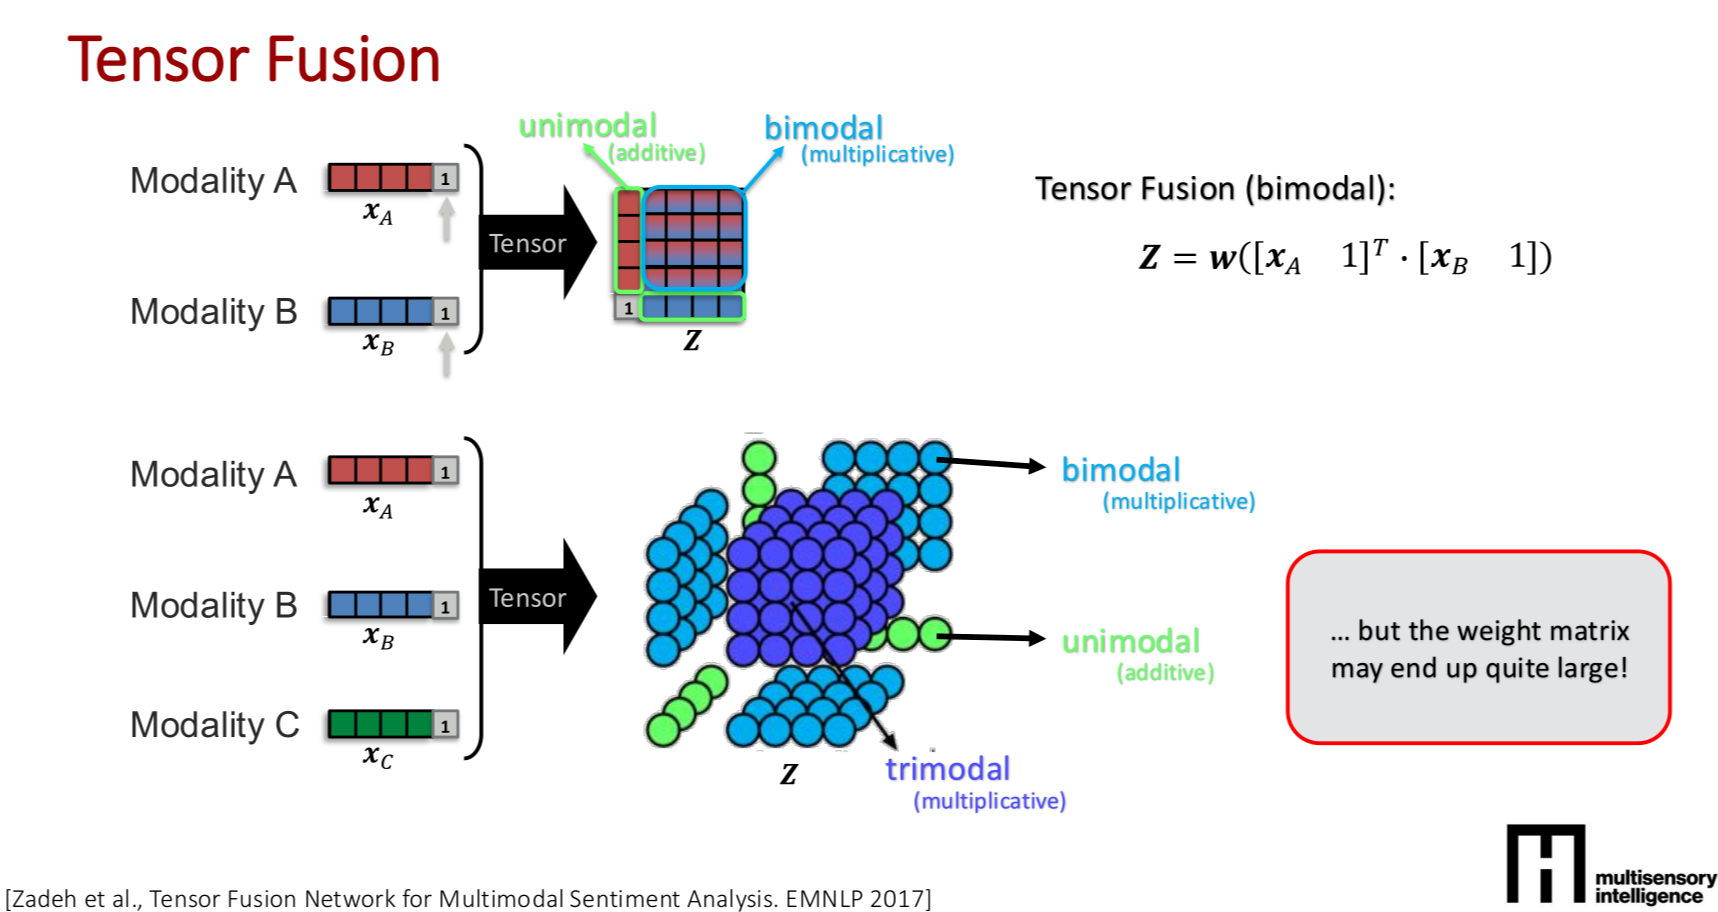 Tensor Fusion
Modality A
1
x_A
Modality B
1
x_B
Tensor
unimodal
(additive)
bimodal
(multiplicative)
1
Z
Tensor Fusion (bimodal):
Z = w([x_A 1]^T · [x_B 1])
Modality A
1
x_A
Modality B
1
x_B
Modality C
1
x_C
Tensor
bimodal
(multiplicative)
unimodal
(additive)
trimodal
(multiplicative)
Z
... but the weight matrix
may end up quite large!
multisensory
intelligence
[Zadeh et al., Tensor Fusion Network for Multimodal Sentiment Analysis. EMNLP 2017]